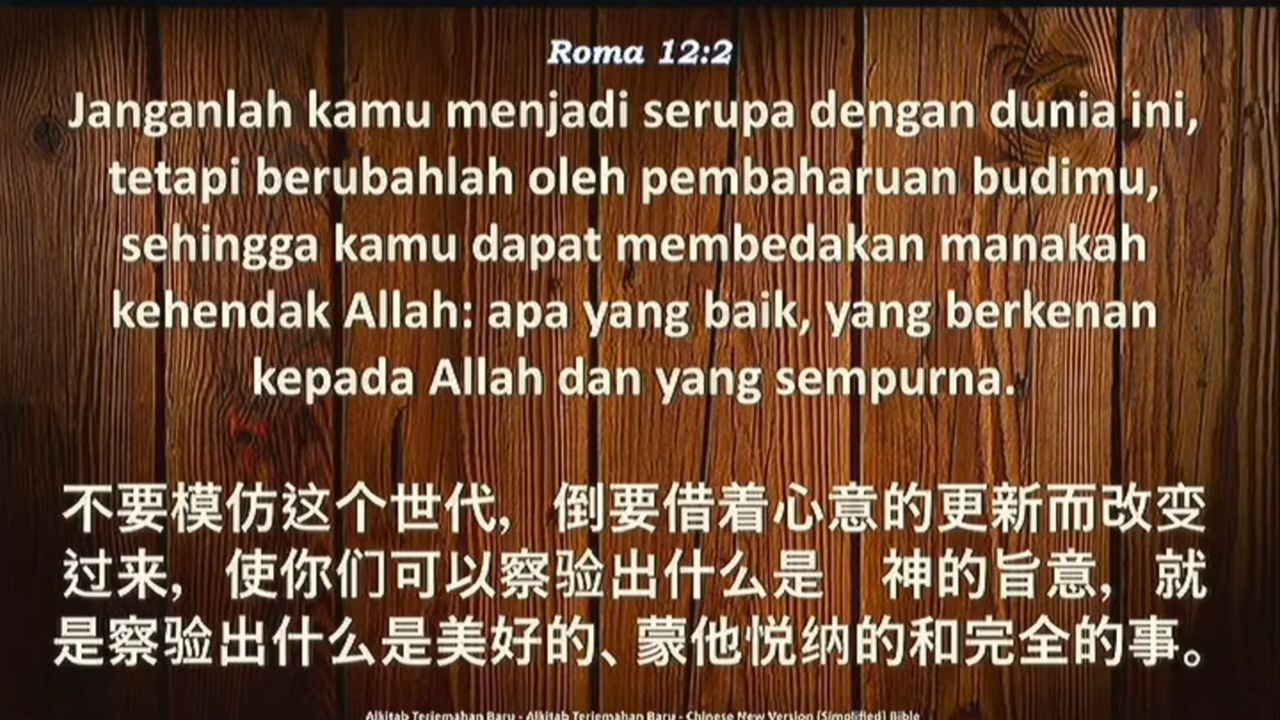 Roma 12:2
Janganlah kamu menjadi serupa dengan dunia ini,
tetapi berubahlah oleh pembaharuan budimu,
sehingga kamu dapat membedakan manakah
kehendak Allah: apa yang baik, yang berkenan
kepada Allah dan yang sempurna.
不要模仿这个世代, 倒要借着心意的更新而改变
过来, 使你们可以察验出什么是　神的旨意, 就
是察验出什么是美好的、蒙他悦纳的和完全的事。
Alkitab Terjemahan Baru - Alkitab Terjemahan Baru - Chinese New Version (Simplified) Bible